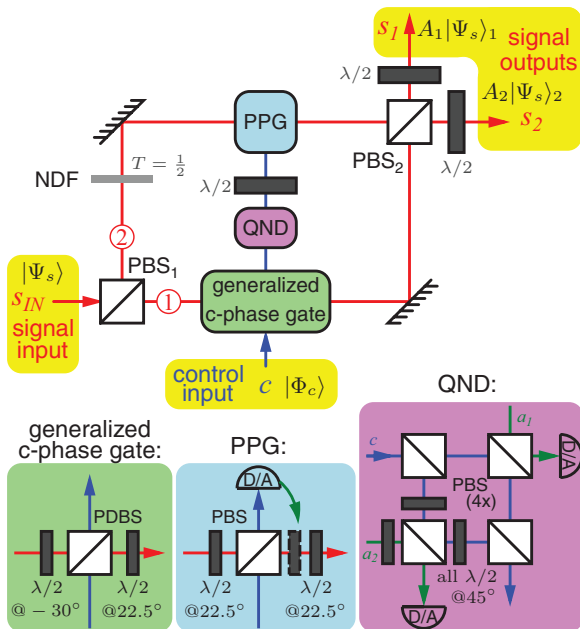 s₁ A₁|Ψₛ⟩₁ signal
outputs
λ/2
A₂|Ψₛ⟩₂
s₂
PPG
PBS₂
λ/2
T = 1/2
NDF
λ/2
QND
②
|Ψₛ⟩
PBS₁
s_IN
signal
input
①
generalized
c-phase gate
control
input
c |Φ_c⟩
QND:
generalized
c-phase gate:
PPG:
a₁
c
D/A
PBS
(4x)
D/A
PDBS
PBS
a₂
λ/2
@ − 30°
λ/2
@22.5°
λ/2
@22.5°
λ/2
@22.5°
all λ/2
@45°
D/A